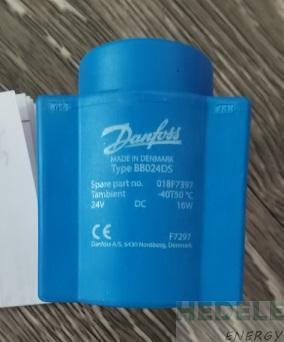 Danfoss
MADE IN DENMARK
Type BB024DS
Spare part no. 018F7397
Tambient -40T50 °C
24V DC 16W
CE F7297
Danfoss A/S, 6430 Nordborg, Denmark
HEDELE
ENERGY